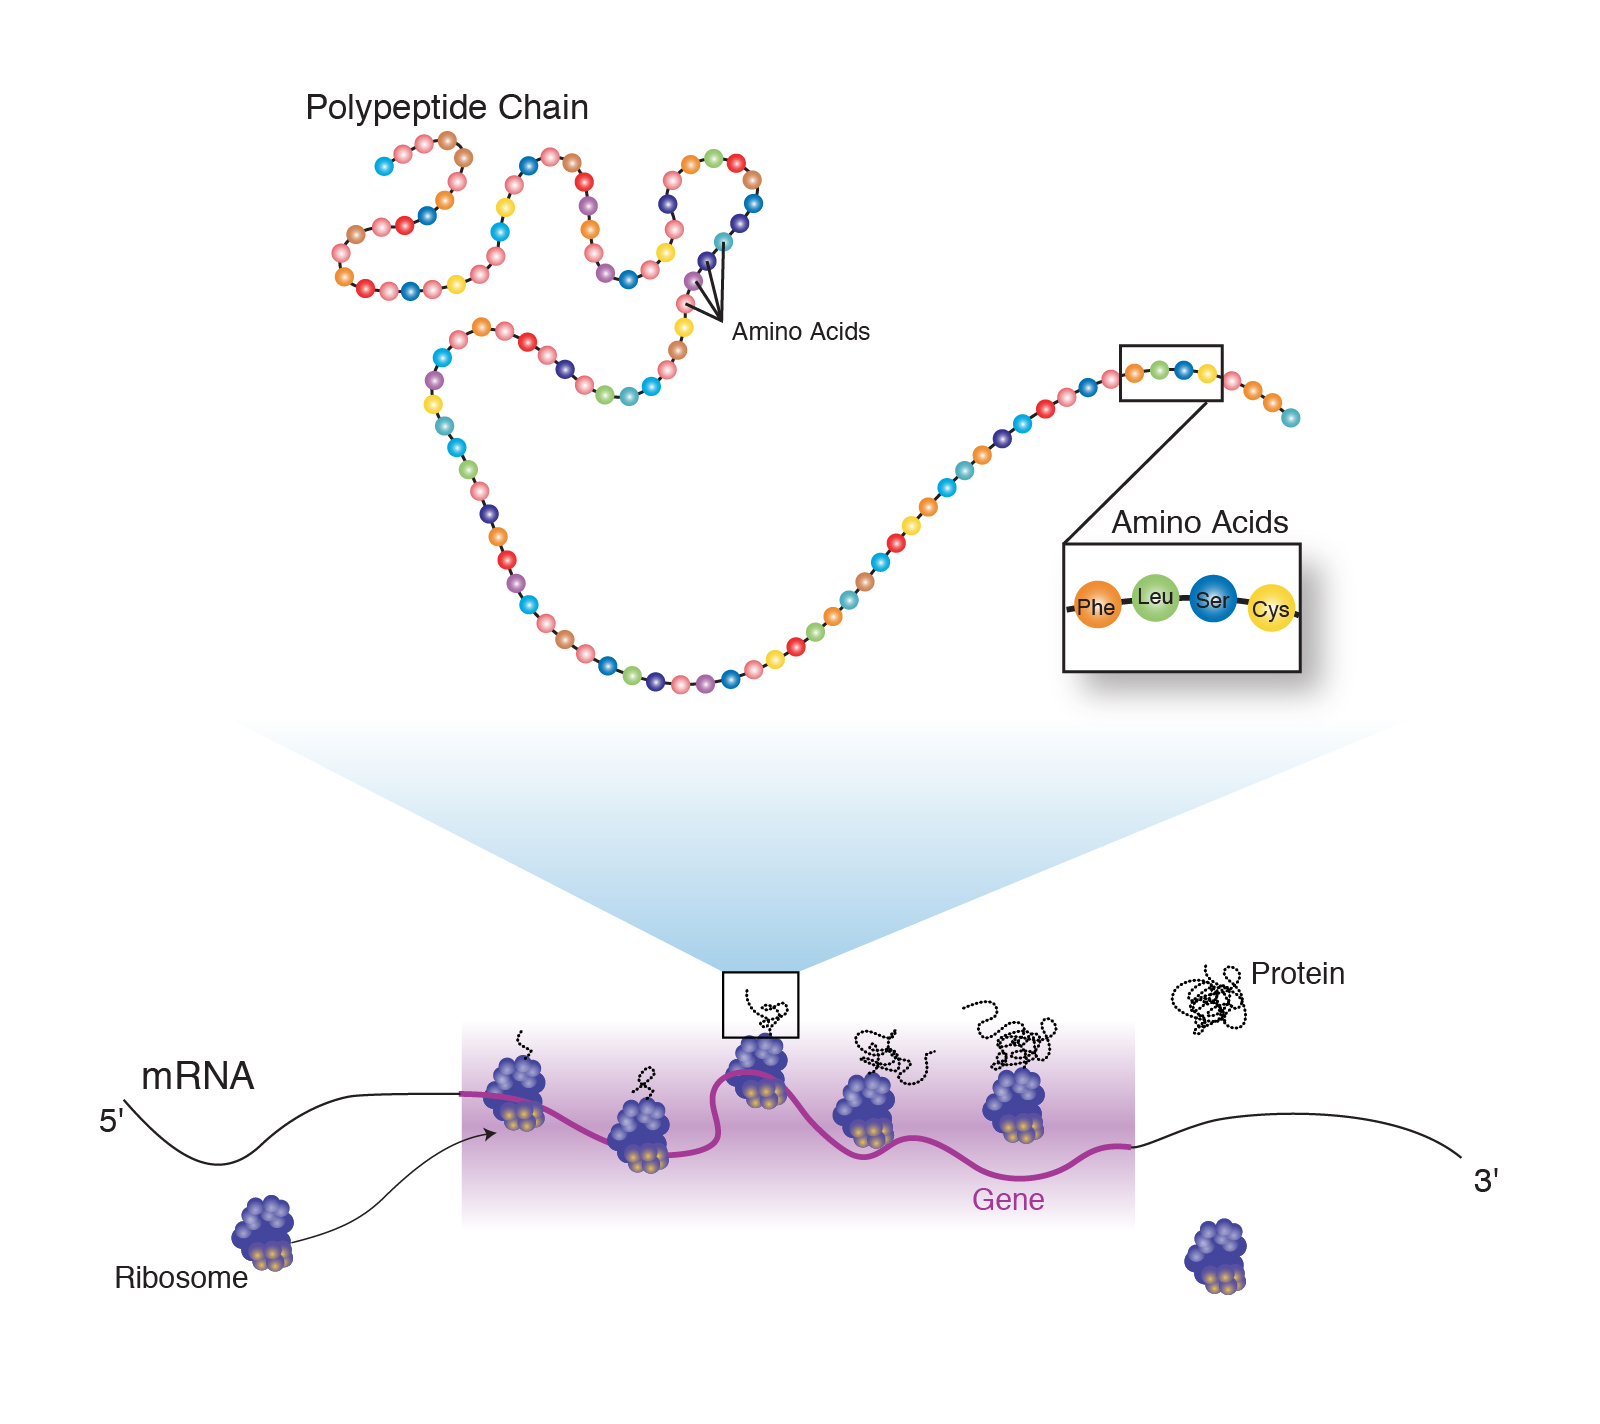 Polypeptide Chain
Amino Acids
Amino Acids
Phe Leu Ser Cys
Protein
mRNA
5'
3'
Gene
Ribosome